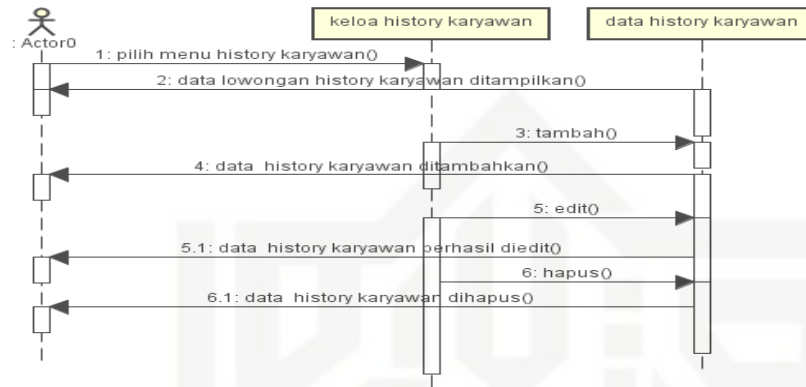 : Actor0
keloa history karyawan
data history karyawan
1: pilih menu history karyawan()
2: data lowongan history karyawan ditampilkan()
3: tambah()
4: data history karyawan ditambahkan()
5: edit()
5.1: data history karyawan berhasil diedit()
6: hapus()
6.1: data history karyawan dihapus()